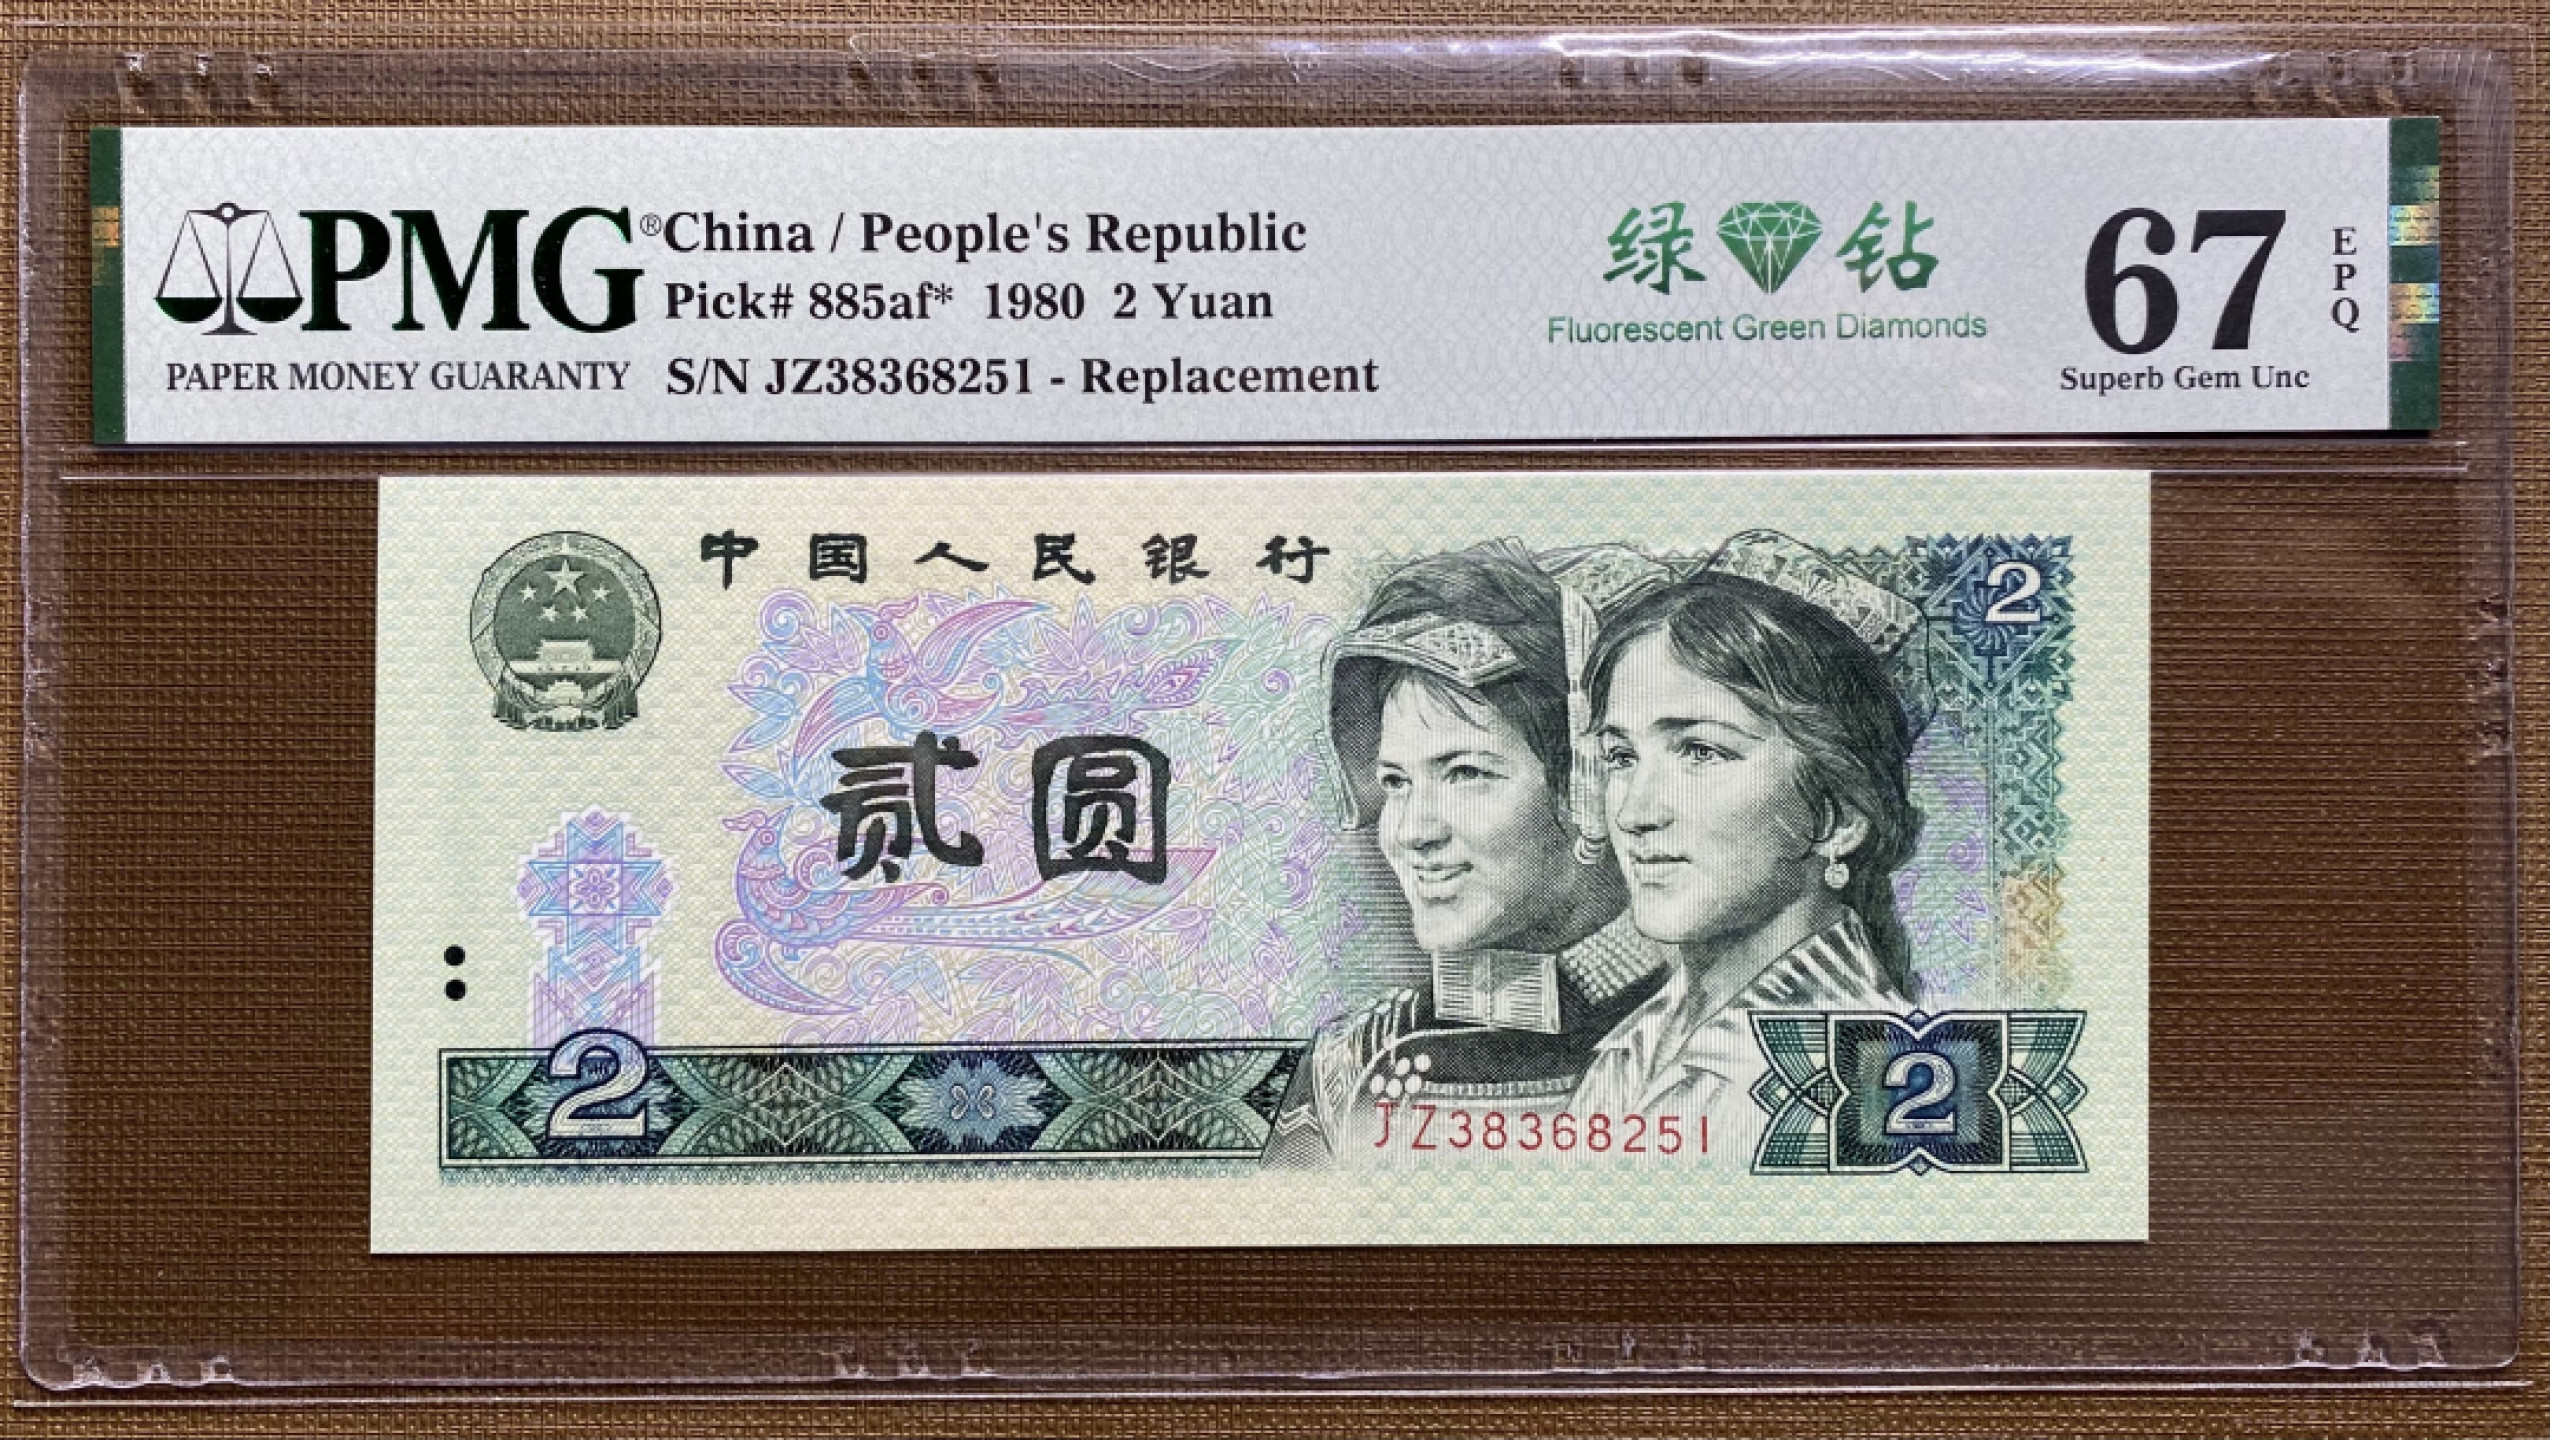 PMG®
PAPER MONEY GUARANTY
China / People's Republic
Pick# 885af* 1980 2 Yuan
S/N JZ38368251 - Replacement
绿钻
Fluorescent Green Diamonds
67
EPQ
Superb Gem Unc
中国人民银行
2
贰圆
2
2
JZ38368251